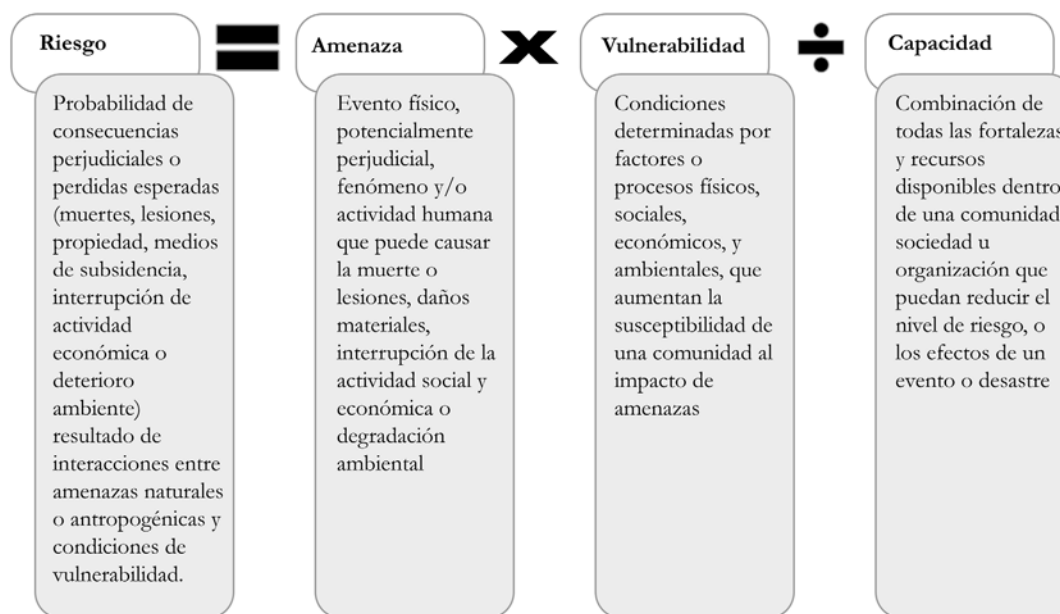 Riesgo
Probabilidad de
consecuencias
perjudiciales o
perdidas esperadas
(muertes, lesiones,
propiedad, medios
de subsidencia,
interrupción de
actividad
económica o
deterioro
ambiente)
resultado de
interacciones entre
amenazas naturales
o antropogénicas y
condiciones de
vulnerabilidad.
=
Amenaza
Evento físico,
potencialmente
perjudicial,
fenómeno y/o
actividad humana
que puede causar
la muerte o
lesiones, daños
materiales,
interrupción de la
actividad social y
económica o
degradación
ambiental
×
Vulnerabilidad
Condiciones
determinadas por
factores o
procesos físicos,
sociales,
económicos, y
ambientales, que
aumentan la
susceptibilidad de
una comunidad al
impacto de
amenazas
÷
Capacidad
Combinación de
todas las fortalezas
y recursos
disponibles dentro
de una comunidad
sociedad u
organización que
puedan reducir el
nivel de riesgo, o
los efectos de un
evento o desastre